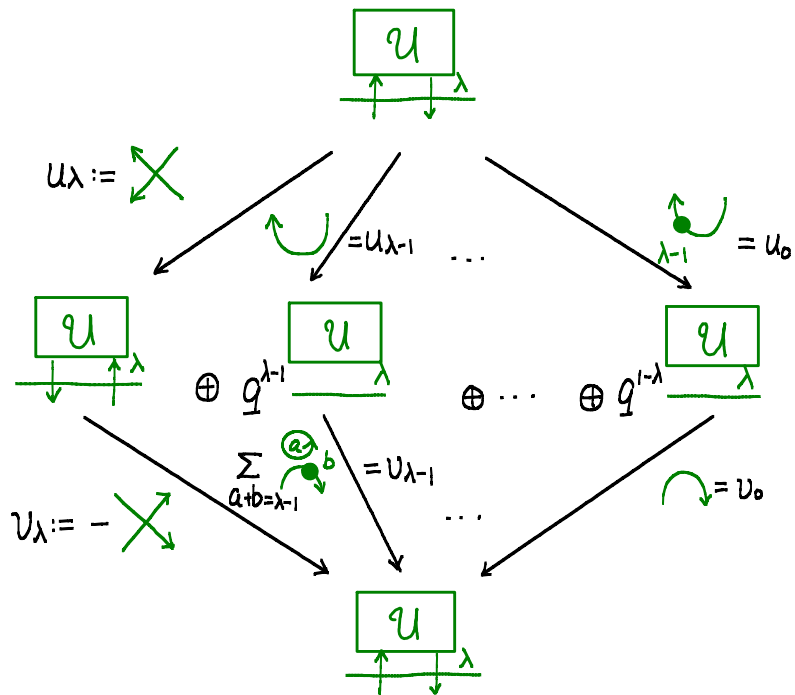 𝒰
λ
u_λ :=
= u_{λ-1}
...
λ-1
= u_0
𝒰 λ ⊕ q^{λ-1} 𝒰 λ ⊕ ... ⊕ q^{1-λ} 𝒰 λ
v_λ := −
∑_{a+b=λ-1}
a-λ
b
= v_{λ-1}
...
= v_0
𝒰
λ